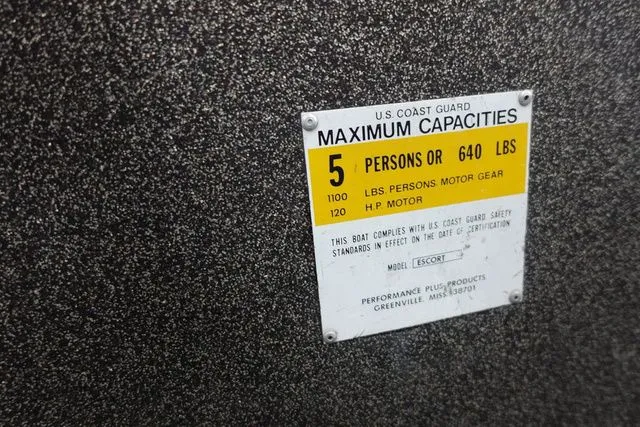 U.S. COAST GUARD
MAXIMUM CAPACITIES
5 PERSONS OR 640 LBS
1100 LBS. PERSONS. MOTOR GEAR
120 H.P. MOTOR
THIS BOAT COMPLIES WITH U.S. COAST GUARD SAFETY
STANDARDS IN EFFECT ON THE DATE OF CERTIFICATION
MODEL: ESCORT
PERFORMANCE PLUS PRODUCTS
GREENVILLE, MISS. 38701